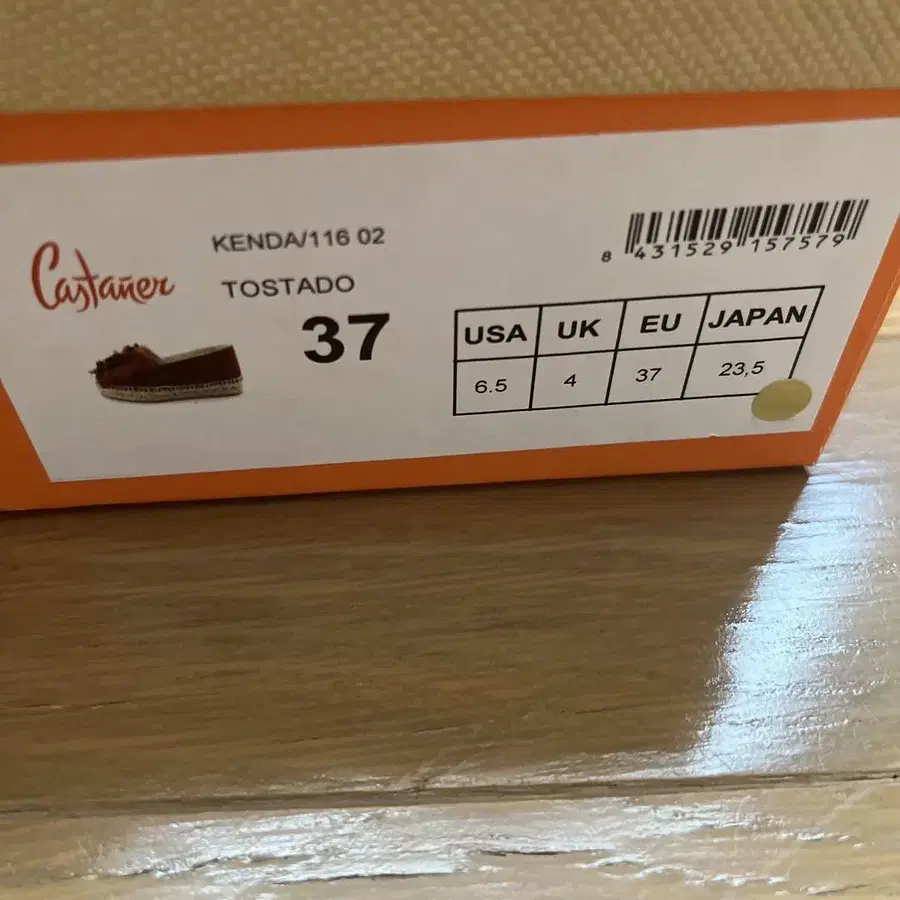 Castañer
KENDA/116 02
TOSTADO
37
8 431529 157579
USA UK EU JAPAN
6.5 4 37 23,5